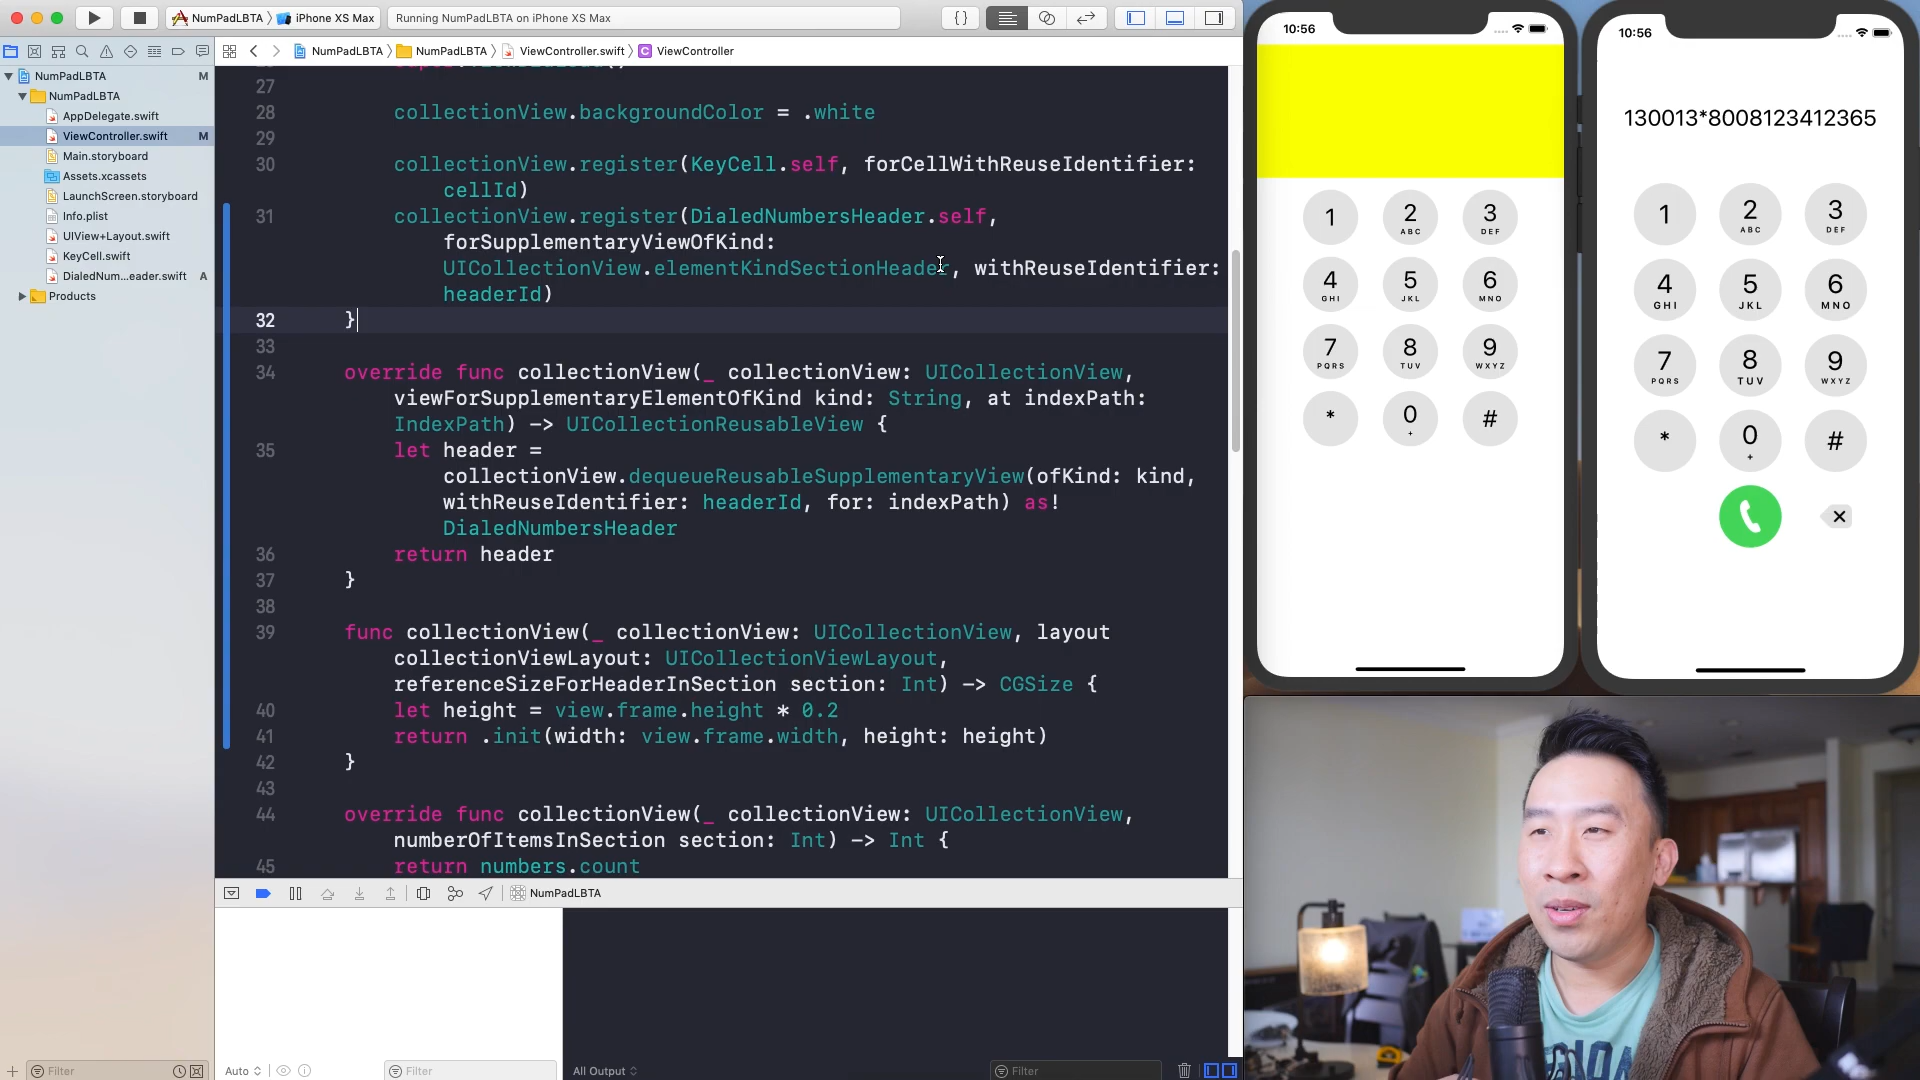 NumPadLBTA
iPhone XS Max
Running NumPadLBTA on iPhone XS Max
{ }
NumPadLBTA
NumPadLBTA
ViewController.swift
C
ViewController
NumPadLBTA
M
NumPadLBTA
AppDelegate.swift
ViewController.swift
M
Main.storyboard
Assets.xcassets
LaunchScreen.storyboard
Info.plist
UIView+Layout.swift
KeyCell.swift
DialedNum...eader.swift
A
Products
27
28 collectionView.backgroundColor = .white
29
30 collectionView.register(KeyCell.self, forCellWithReuseIdentifier:
cellId)
31 collectionView.register(DialedNumbersHeader.self,
forSupplementaryViewOfKind:
UICollectionView.elementKindSectionHeader, withReuseIdentifier:
headerId)
32 }
33
34 override func collectionView(_ collectionView: UICollectionView,
viewForSupplementaryElementOfKind kind: String, at indexPath:
IndexPath) -> UICollectionReusableView {
35 let header =
collectionView.dequeueReusableSupplementaryView(ofKind: kind,
withReuseIdentifier: headerId, for: indexPath) as!
DialedNumbersHeader
36 return header
37 }
38
39 func collectionView(_ collectionView: UICollectionView, layout
collectionViewLayout: UICollectionViewLayout,
referenceSizeForHeaderInSection section: Int) -> CGSize {
40 let height = view.frame.height * 0.2
41 return .init(width: view.frame.width, height: height)
42 }
43
44 override func collectionView(_ collectionView: UICollectionView,
numberOfItemsInSection section: Int) -> Int {
45 return numbers.count
NumPadLBTA
Filter
Auto
Filter
All Output
Filter
10:56
1
2
ABC
3
DEF
4
GHI
5
JKL
6
MNO
7
PQRS
8
TUV
9
WXYZ
*
0
+
#
10:56
130013*8008123412365
1
2
ABC
3
DEF
4
GHI
5
JKL
6
MNO
7
PQRS
8
TUV
9
WXYZ
*
0
+
#